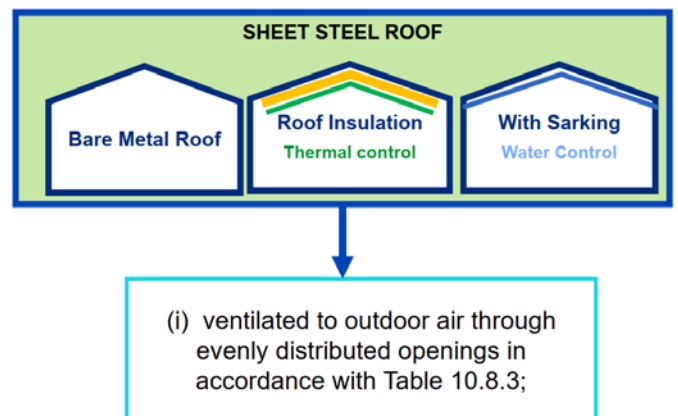 SHEET STEEL ROOF
Bare Metal Roof
Roof Insulation
Thermal control
With Sarking
Water Control
(i) ventilated to outdoor air through
evenly distributed openings in
accordance with Table 10.8.3;